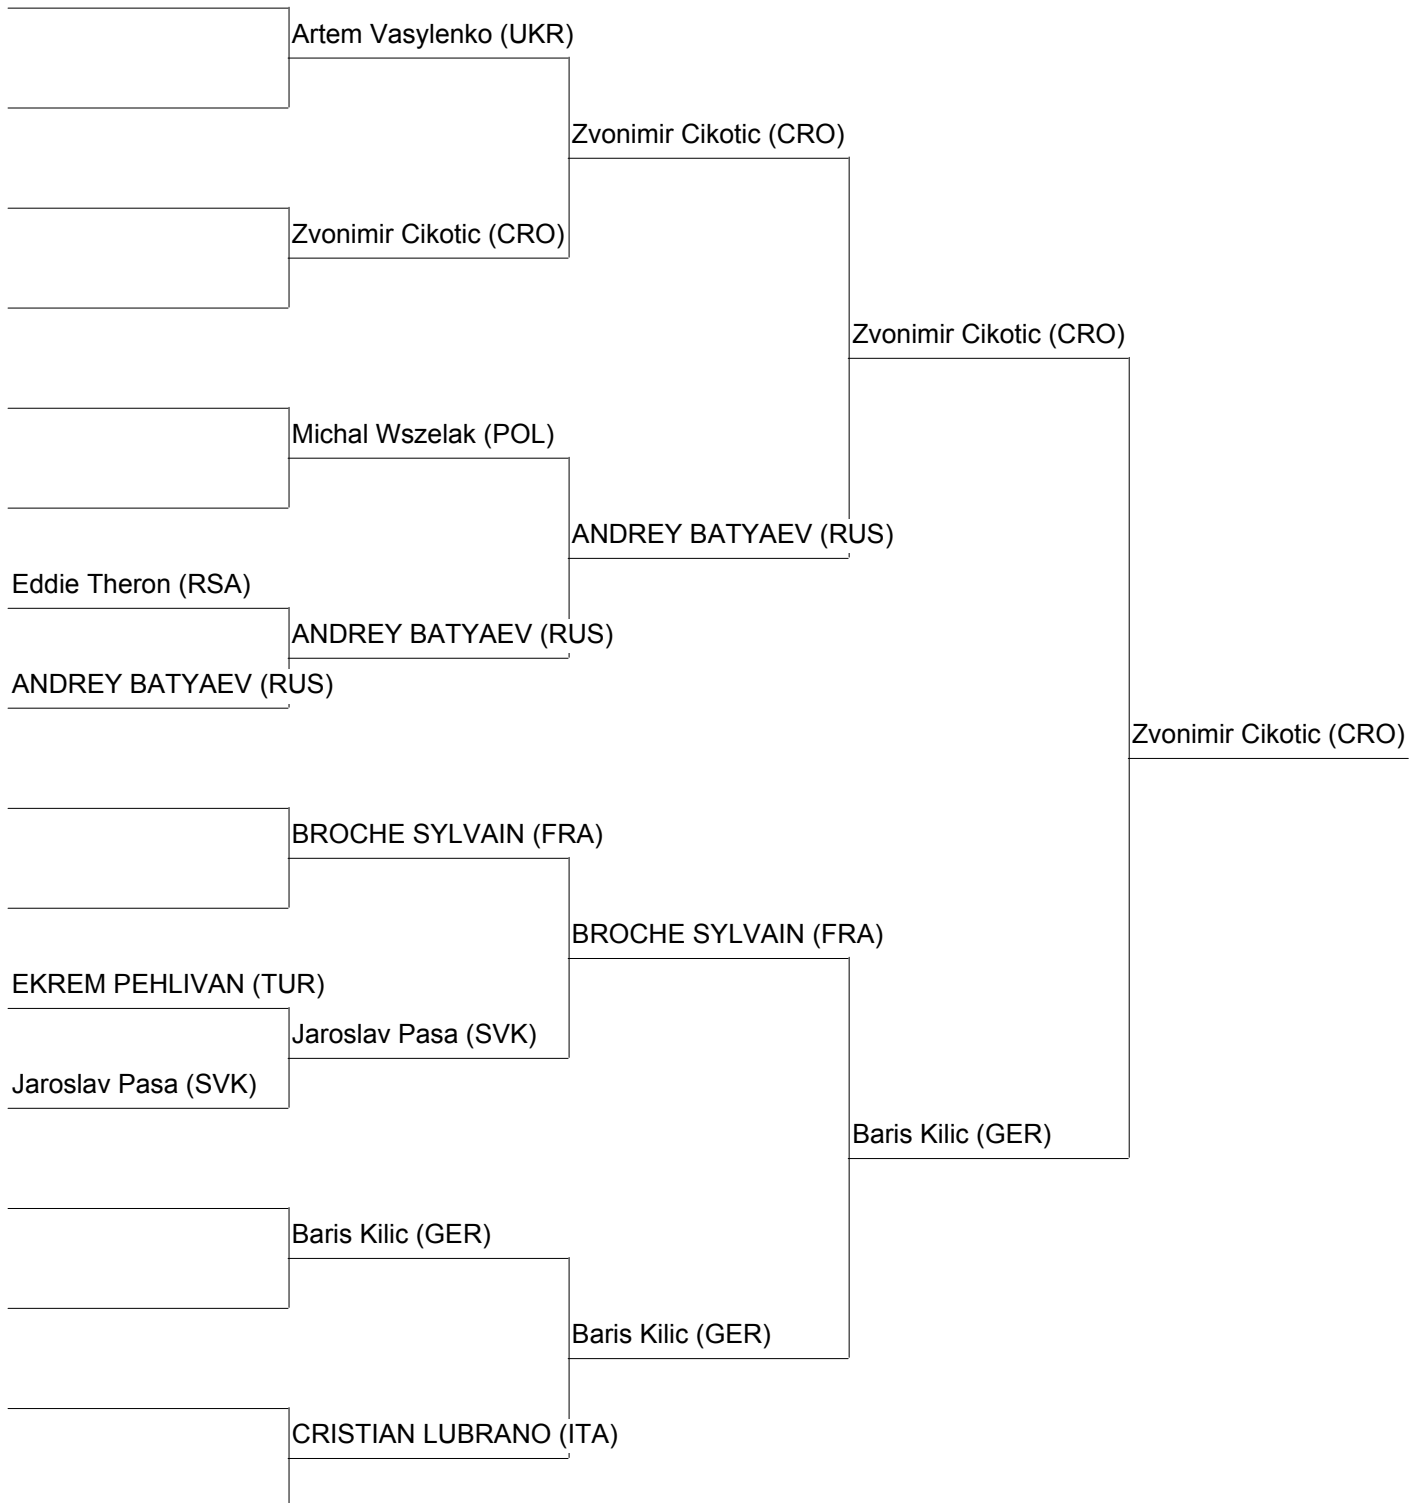 Artem Vasylenko (UKR)
Zvonimir Cikotic (CRO)
Zvonimir Cikotic (CRO)
Zvonimir Cikotic (CRO)
Michal Wszelak (POL)
ANDREY BATYAEV (RUS)
Eddie Theron (RSA)
ANDREY BATYAEV (RUS)
ANDREY BATYAEV (RUS)
Zvonimir Cikotic (CRO)
BROCHE SYLVAIN (FRA)
BROCHE SYLVAIN (FRA)
EKREM PEHLIVAN (TUR)
Jaroslav Pasa (SVK)
Jaroslav Pasa (SVK)
Baris Kilic (GER)
Baris Kilic (GER)
Baris Kilic (GER)
CRISTIAN LUBRANO (ITA)